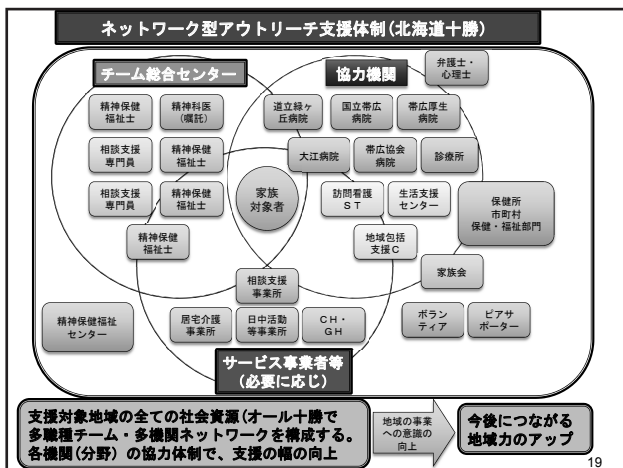 ネットワーク型アウトリーチ支援体制(北海道十勝)
チーム総合センター
協力機関
弁護士・
心理士
精神保健
福祉士
精神科医
(嘱託)
道立緑ヶ
丘病院
国立帯広
病院
帯広厚生
病院
相談支援
専門員
精神保健
福祉士
大江病院
帯広協会
病院
診療所
相談支援
専門員
精神保健
福祉士
家族
対象者
訪問看護
ST
生活支援
センター
保健所
市町村
保健・福祉部門
精神保健
福祉士
地域包括
支援C
家族会
相談支援
事業所
精神保健福祉
センター
居宅介護
事業所
日中活動
等事業所
CH・
GH
ボラン
ティア
ピアサ
ポーター
サービス事業者等
(必要に応じ)
支援対象地域の全ての社会資源(オール十勝で
多職種チーム・多機関ネットワークを構成する。
各機関(分野)の協力体制で、支援の幅の向上
地域の事業
への意識の
向上
今後につながる
地域力のアップ
19